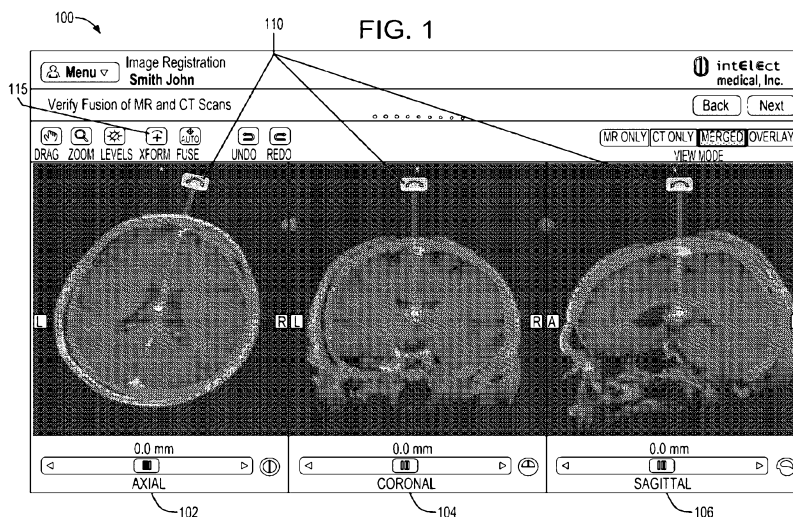 FIG. 1
100
110
115
Menu
Image Registration
Smith John
intElEct
medical, Inc.
Verify Fusion of MR and CT Scans
Back Next
DRAG ZOOM LEVELS XFORM AUTO FUSE UNDO REDO
MR ONLY CT ONLY MERGED OVERLAY
VIEW MODE
L R L R A
0.0 mm 0.0 mm 0.0 mm
AXIAL CORONAL SAGITTAL
102 104 106